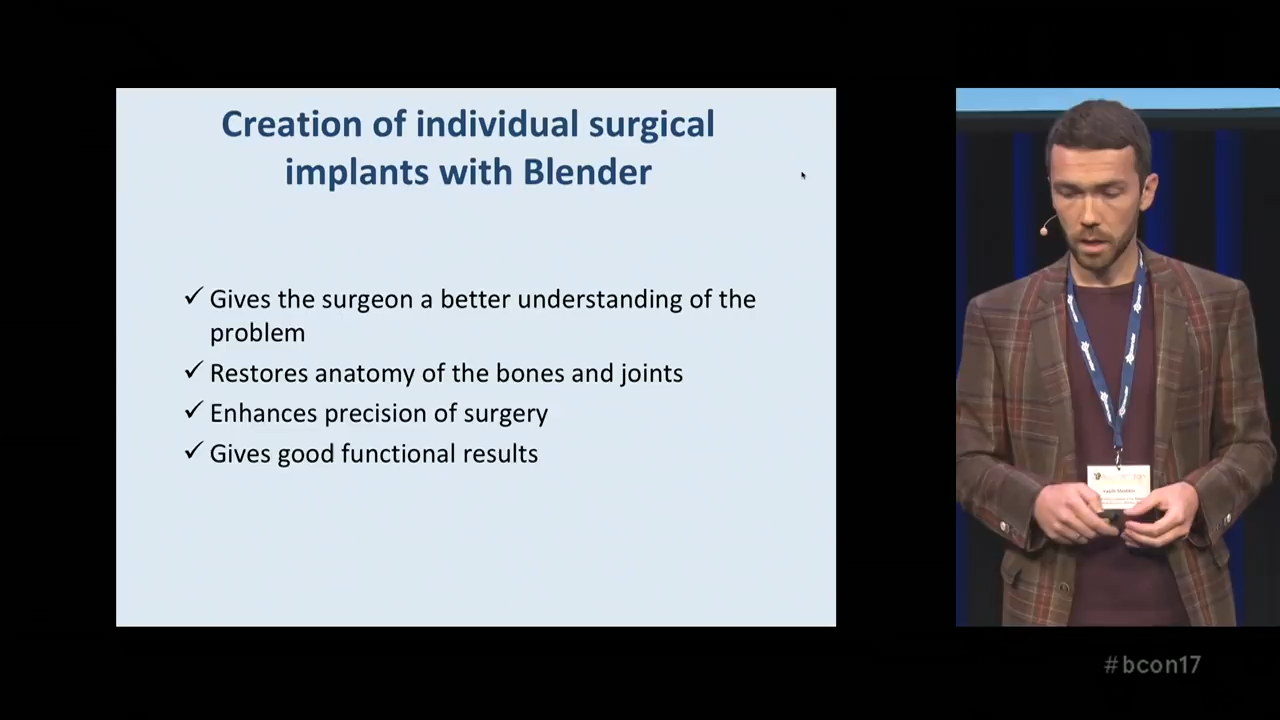 Creation of individual surgical
implants with Blender
✓ Gives the surgeon a better understanding of the
problem
✓ Restores anatomy of the bones and joints
✓ Enhances precision of surgery
✓ Gives good functional results
#bcon17